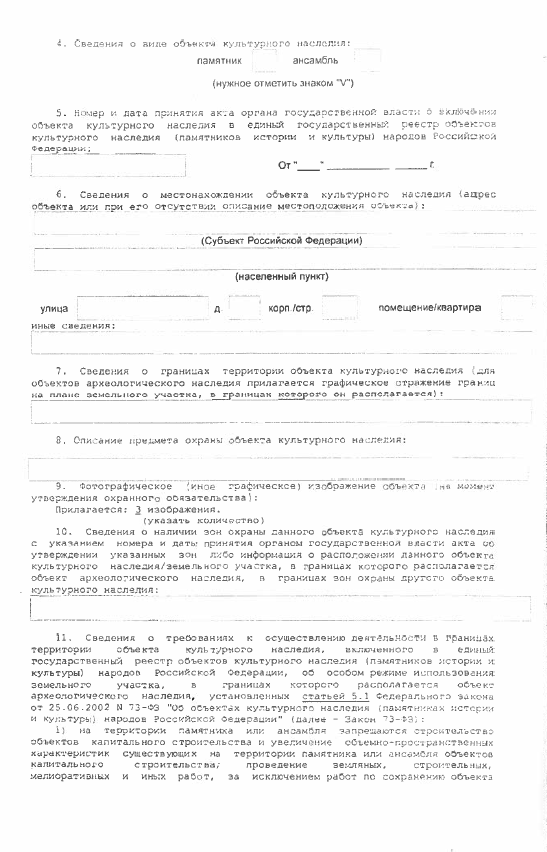 4. Сведения о виде объекта культурного наследия:
памятник ансамбль
(нужное отметить знаком "V")
5. Номер и дата принятия акта органа государственной власти о включении
объекта культурного наследия в единый государственный реестр объектов
культурного наследия (памятников истории и культуры) народов Российской
Федерации:
От "___" ____________ ______ г.
6. Сведения о местонахождении объекта культурного наследия (адрес
объекта или при его отсутствии описание местоположения объекта):
(Субъект Российской Федерации)
(населенный пункт)
улица д корп./стр. помещение/квартира
иные сведения:
7. Сведения о границах территории объекта культурного наследия (для
объектов археологического наследия прилагается графическое отражение границ
на плане земельного участка, в границах которого он располагается):
8. Описание предмета охраны объекта культурного наследия:
9. Фотографическое (иное графическое) изображение объекта (на момент
утверждения охранного обязательства):
Прилагается: 3 изображения.
(указать количество)
10. Сведения о наличии зон охраны данного объекта культурного наследия
с указанием номера и даты принятия органом государственной власти акта об
утверждении указанных зон либо информация о расположении данного объекта
культурного наследия/земельного участка, в границах которого располагается
объект археологического наследия, в границах зон охраны другого объекта
культурного наследия:
11. Сведения о требованиях к осуществлению деятельности в границах
территории объекта культурного наследия, включенного в единый
государственный реестр объектов культурного наследия (памятников истории и
культуры) народов Российской Федерации, об особом режиме использования
земельного участка, в границах которого располагается объект
археологического наследия, установленных статьей 5.1 Федерального закона
от 25.06.2002 N 73-ФЗ "Об объектах культурного наследия (памятниках истории
и культуры) народов Российской Федерации" (далее - Закон 73-ФЗ):
1) на территории памятника или ансамбля запрещаются строительство
объектов капитального строительства и увеличение объемно-пространственных
характеристик существующих на территории памятника или ансамбля объектов
капитального строительства; проведение земляных, строительных,
мелиоративных и иных работ, за исключением работ по сохранению объекта